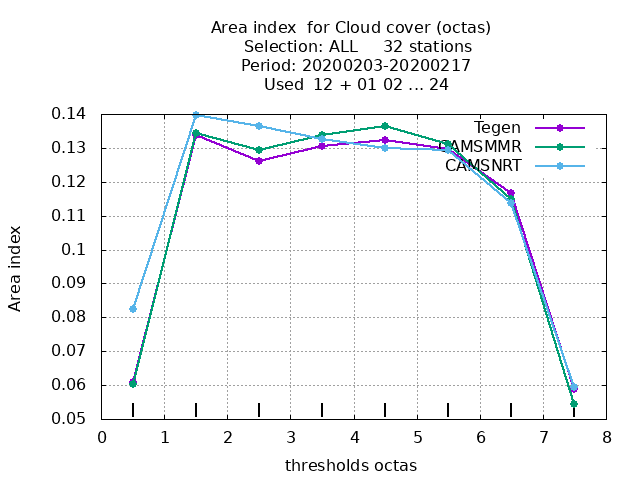 Area index  for Cloud cover (octas)
Selection: ALL     32 stations
Period: 20200203-20200217
Used  12 + 01 02 ... 24
Tegen
CAMSMMR
CAMSNRT
0.14
0.13
0.12
0.11
0.1
0.09
0.08
0.07
0.06
0.05
Area index
0 1 2 3 4 5 6 7 8
thresholds octas